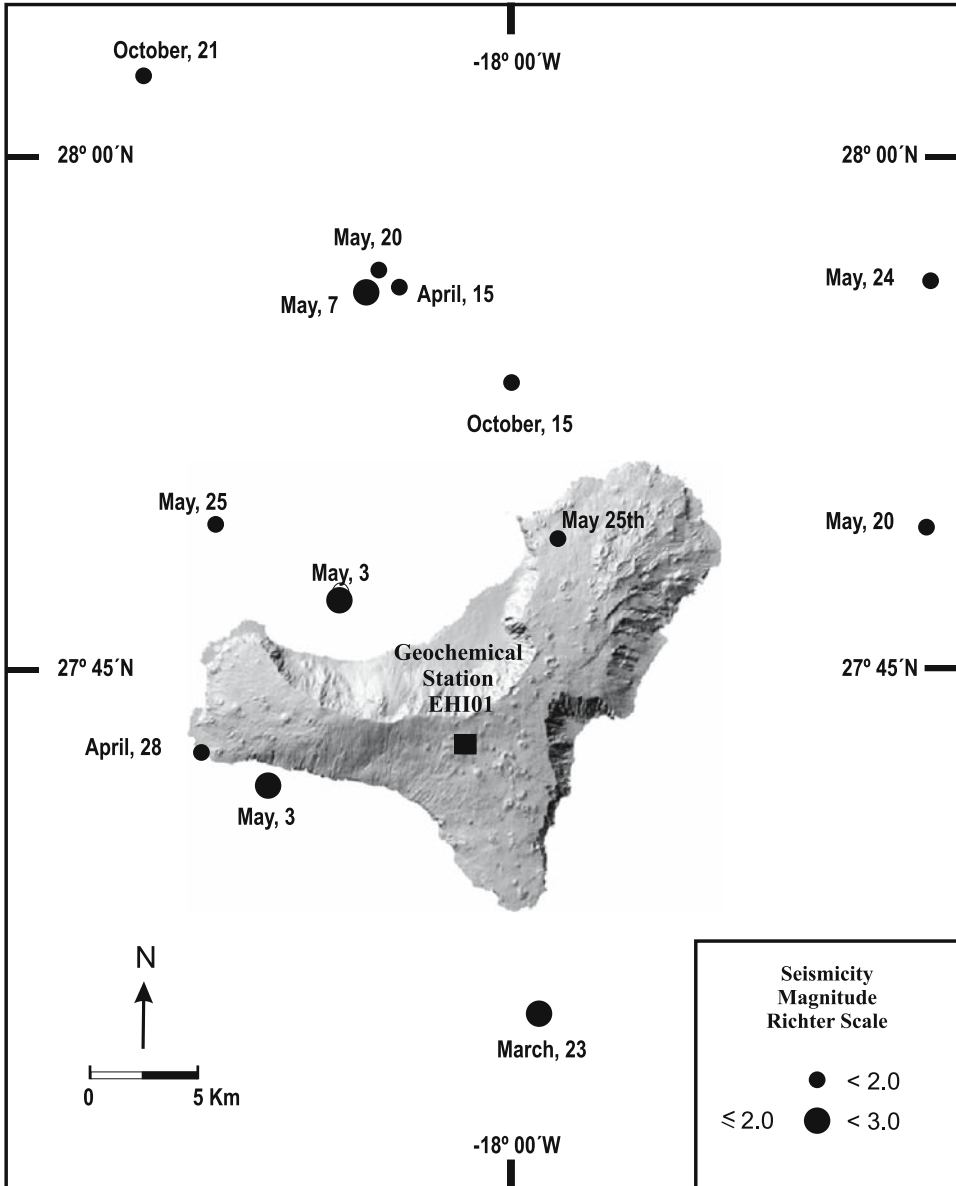 October, 21
-18º 00´W
28º 00´N
28º 00´N
May, 20
May, 24
May, 7
April, 15
October, 15
May, 25
May 25th
May, 20
May, 3
Geochemical
Station
EHI01
27º 45´N
27º 45´N
April, 28
May, 3
N
Seismicity
Magnitude
Richter Scale
March, 23
0 5 Km
< 2.0
≤ 2.0 < 3.0
-18º 00´W